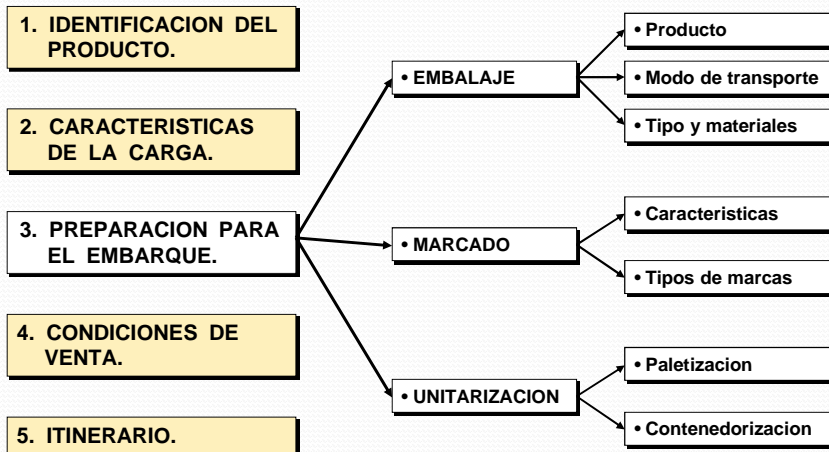 1. IDENTIFICACION DEL
PRODUCTO.
2. CARACTERISTICAS
DE LA CARGA.
3. PREPARACION PARA
EL EMBARQUE.
4. CONDICIONES DE
VENTA.
5. ITINERARIO.
• EMBALAJE
• MARCADO
• UNITARIZACION
• Producto
• Modo de transporte
• Tipo y materiales
• Caracteristicas
• Tipos de marcas
• Paletizacion
• Contenedorizacion